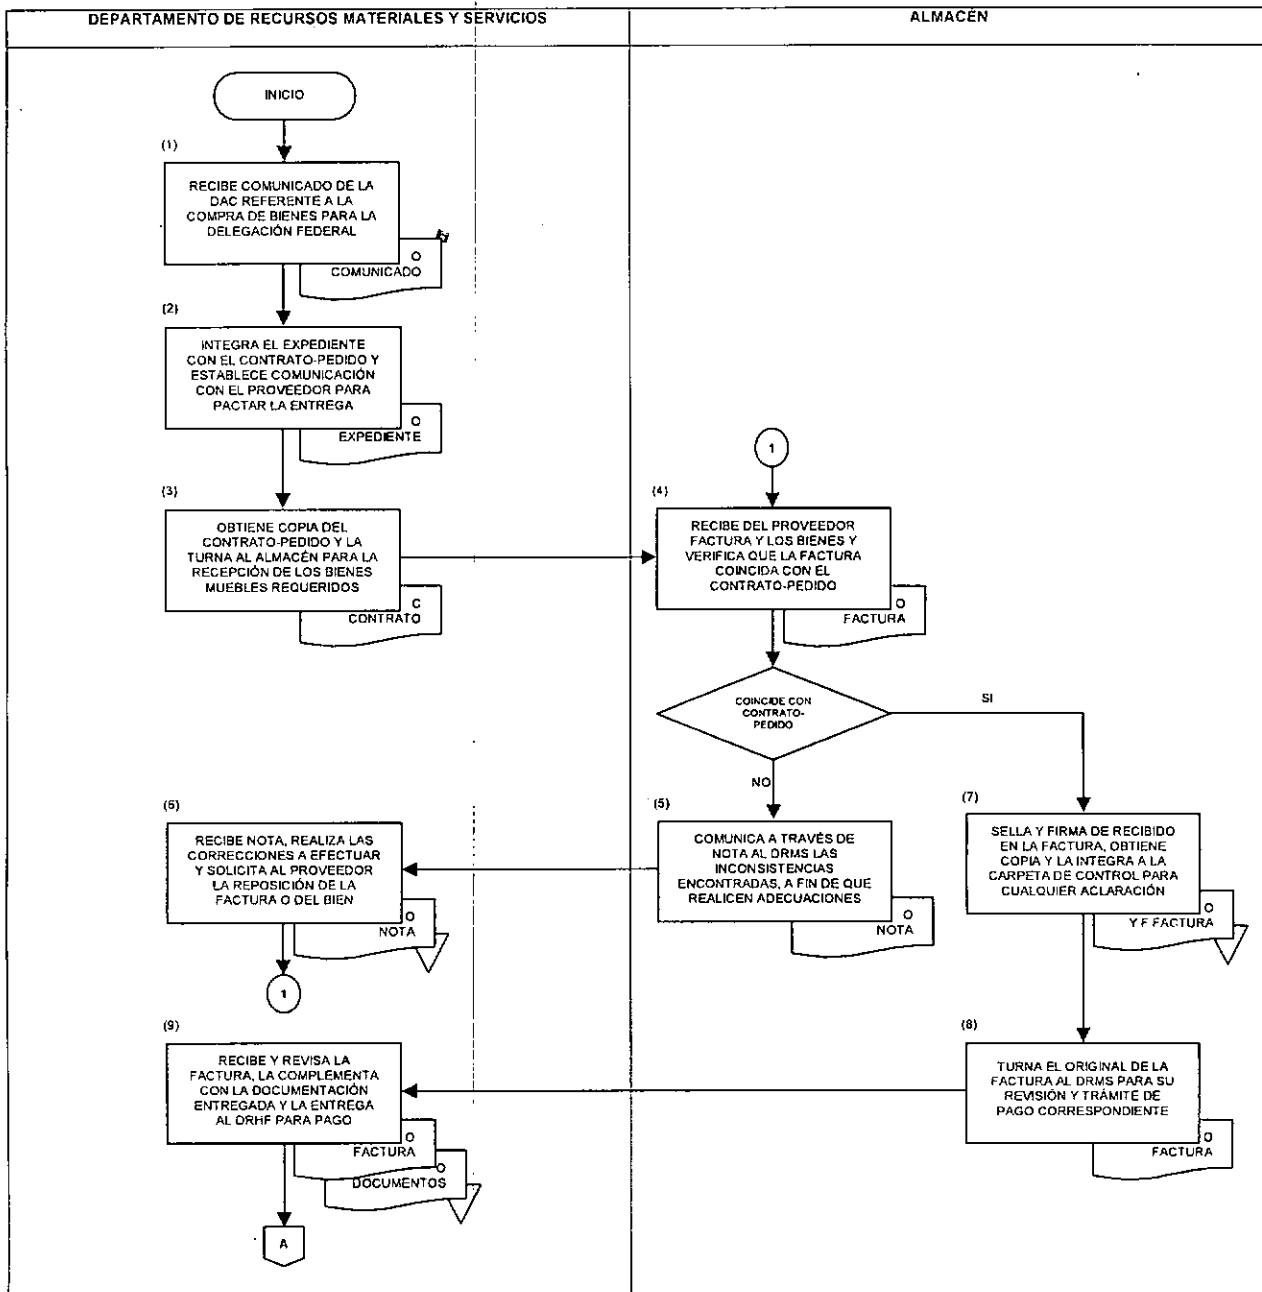 DEPARTAMENTO DE RECURSOS MATERIALES Y SERVICIOS
ALMACÉN
INICIO
(1)
RECIBE COMUNICADO DE LA
DAC REFERENTE A LA
COMPRA DE BIENES PARA LA
DELEGACIÓN FEDERAL
O
COMUNICADO
(2)
INTEGRA EL EXPEDIENTE
CON EL CONTRATO-PEDIDO Y
ESTABLECE COMUNICACIÓN
CON EL PROVEEDOR PARA
PACTAR LA ENTREGA
O
EXPEDIENTE
(3)
OBTIENE COPIA DEL
CONTRATO-PEDIDO Y LA
TURNA AL ALMACÉN PARA LA
RECEPCIÓN DE LOS BIENES
MUEBLES REQUERIDOS
C
CONTRATO
1
(4)
RECIBE DEL PROVEEDOR
FACTURA Y LOS BIENES Y
VERIFICA QUE LA FACTURA
COINCIDA CON EL
CONTRATO-PEDIDO
O
FACTURA
COINCIDE CON
CONTRATO-
PEDIDO
SI
NO
(5)
COMUNICA A TRAVÉS DE
NOTA AL DRMS LAS
INCONSISTENCIAS
ENCONTRADAS, A FIN DE QUE
REALICEN ADECUACIONES
O
NOTA
(6)
RECIBE NOTA, REALIZA LAS
CORRECCIONES A EFECTUAR
Y SOLICITA AL PROVEEDOR
LA REPOSICIÓN DE LA
FACTURA O DEL BIEN
O
NOTA
1
(7)
SELLA Y FIRMA DE RECIBIDO
EN LA FACTURA, OBTIENE
COPIA Y LA INTEGRA A LA
CARPETA DE CONTROL PARA
CUALQUIER ACLARACIÓN
O
Y F FACTURA
(8)
TURNA EL ORIGINAL DE LA
FACTURA AL DRMS PARA SU
REVISIÓN Y TRÁMITE DE
PAGO CORRESPONDIENTE
O
FACTURA
(9)
RECIBE Y REVISA LA
FACTURA, LA COMPLEMENTA
CON LA DOCUMENTACIÓN
ENTREGADA Y LA ENTREGA
AL DRHF PARA PAGO
O
FACTURA
O
DOCUMENTOS
A